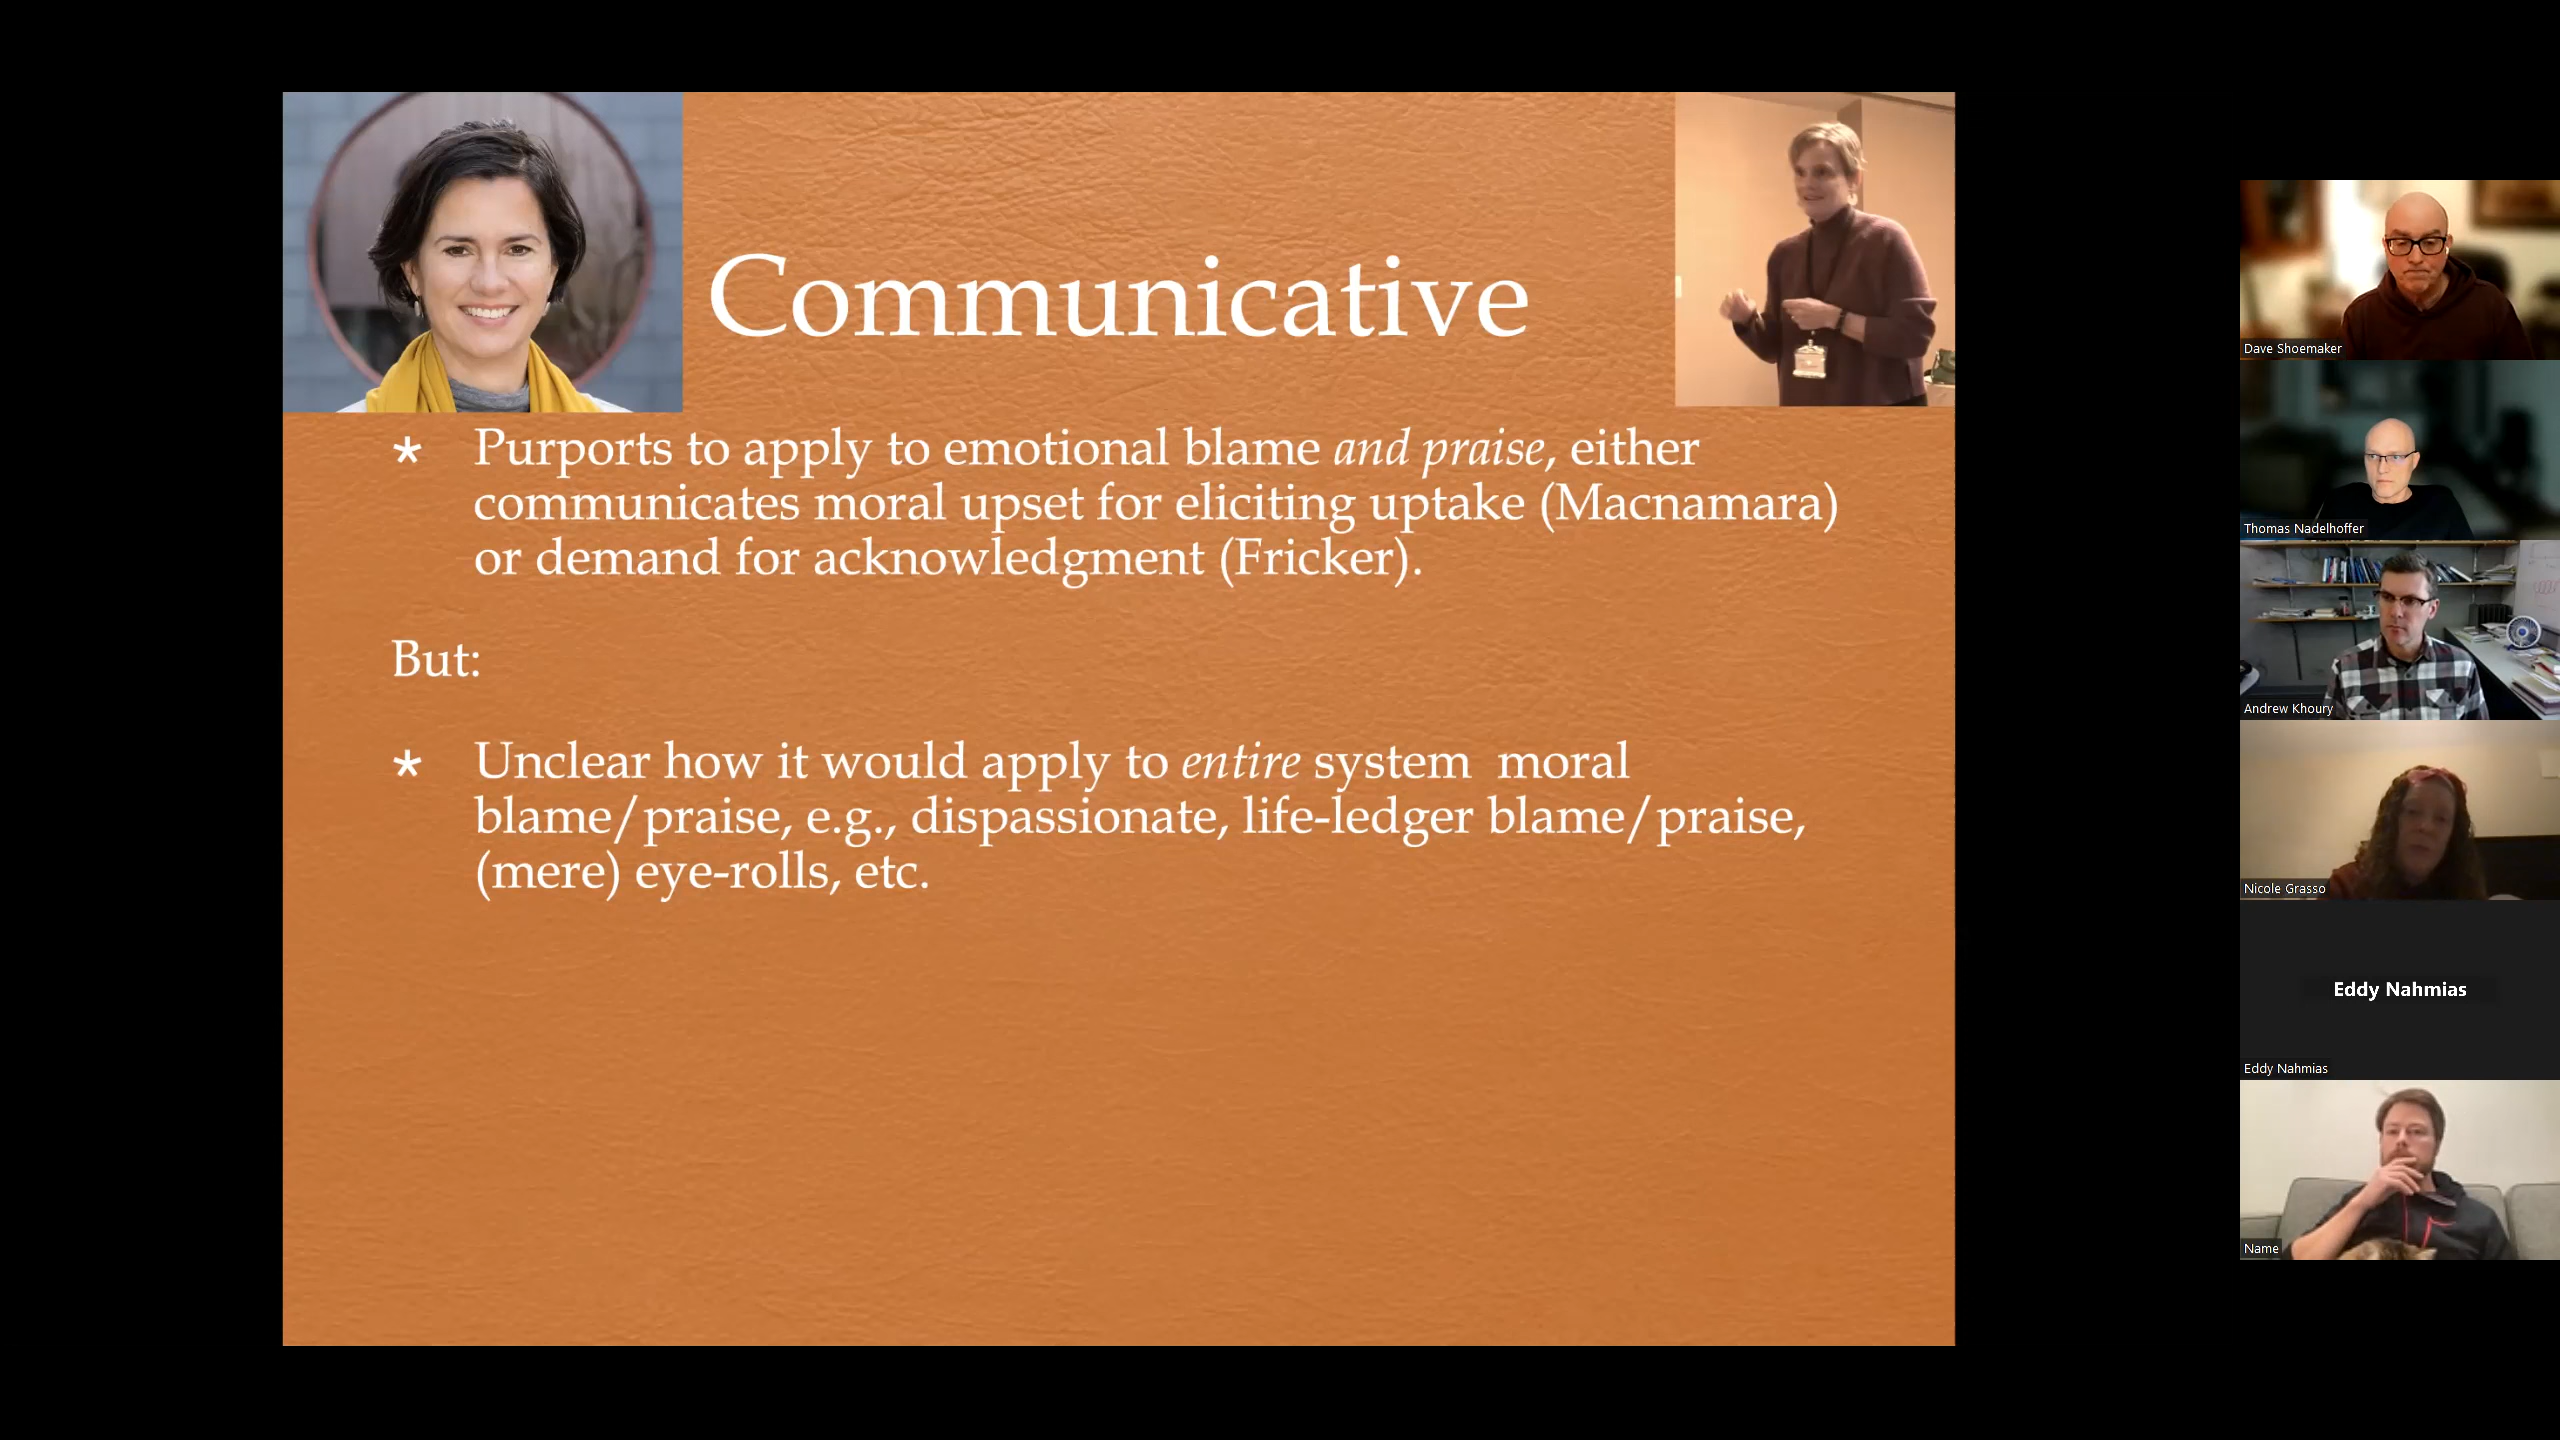 Communicative
* Purports to apply to emotional blame and praise, either
communicates moral upset for eliciting uptake (Macnamara)
or demand for acknowledgment (Fricker).
But:
* Unclear how it would apply to entire system  moral
blame/praise, e.g., dispassionate, life-ledger blame/praise,
(mere) eye-rolls, etc.
Dave Shoemaker
Thomas Nadelhoffer
Andrew Khoury
Nicole Grasso
Eddy Nahmias
Eddy Nahmias
Name